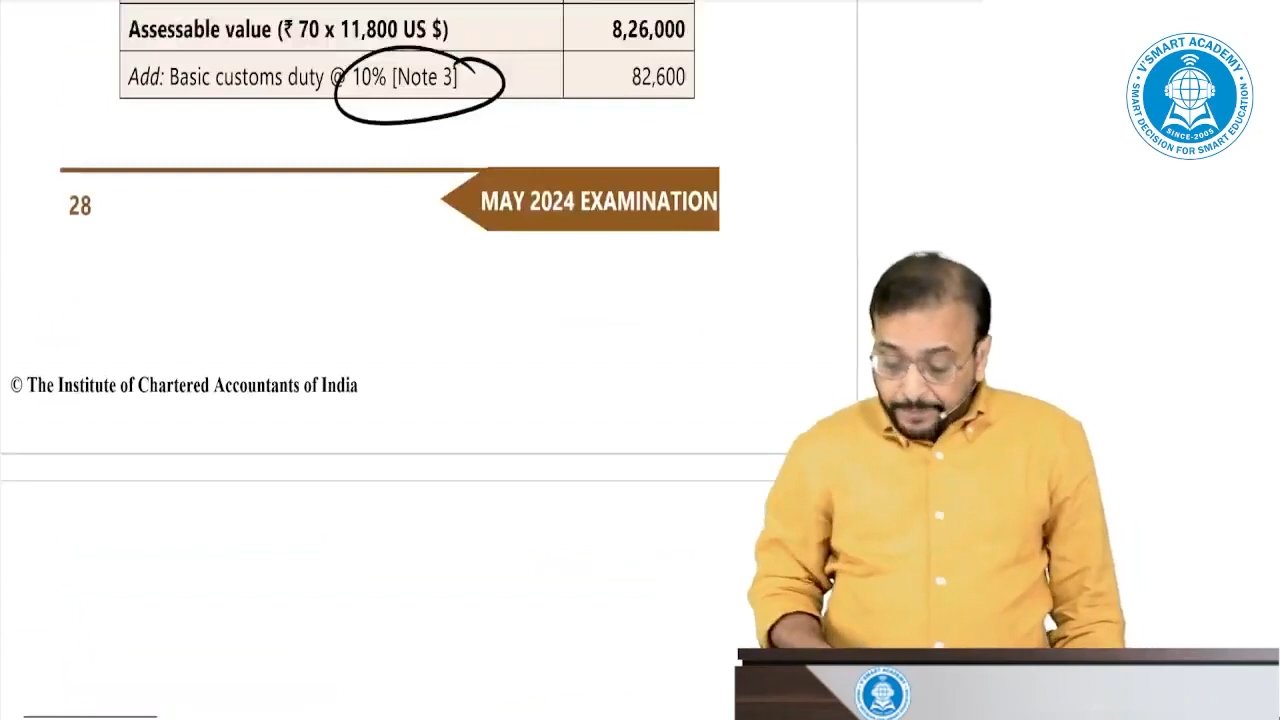 Assessable value (₹ 70 x 11,800 US $) 8,26,000
Add: Basic customs duty @ 10% [Note 3] 82,600
28
MAY 2024 EXAMINATION
© The Institute of Chartered Accountants of India
V'SMART ACADEMY
SMART DECISION FOR SMART EDUCATION
SINCE-2005